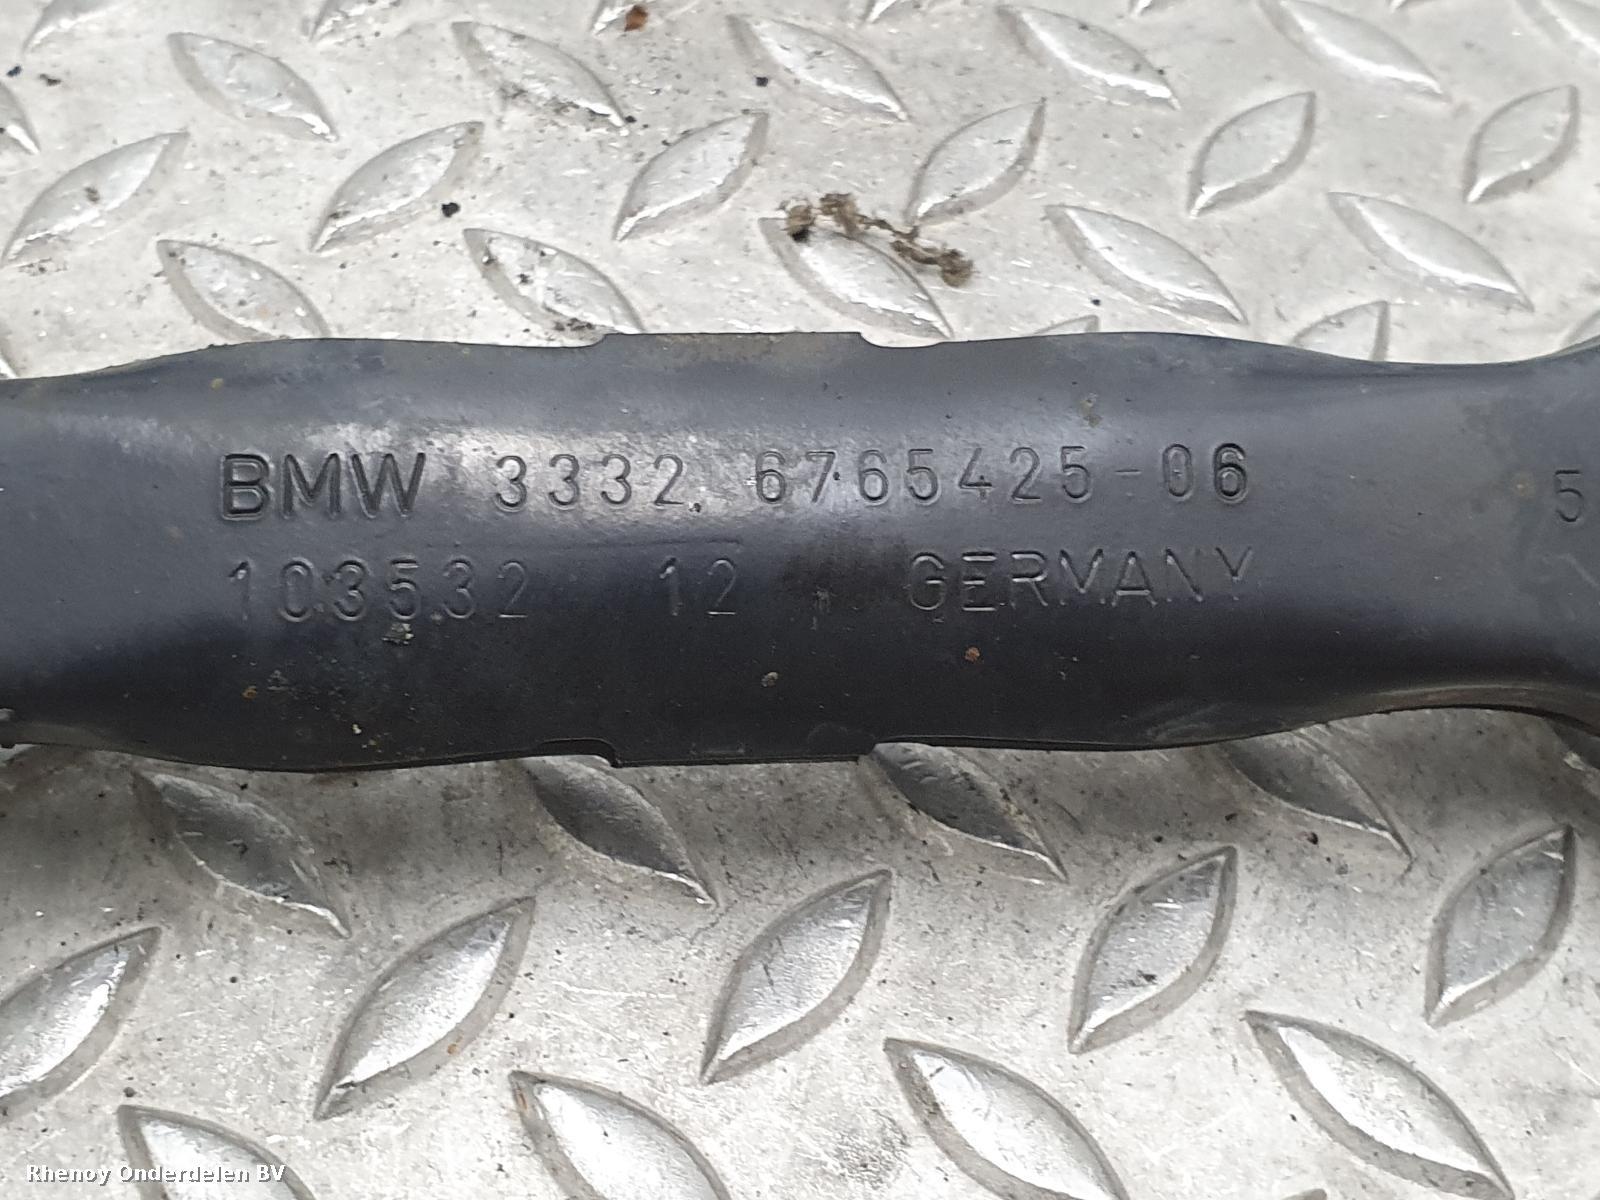 BMW 3332 6765425-06
5
103532 12 GERMANY
Rhenoy Onderdelen BV